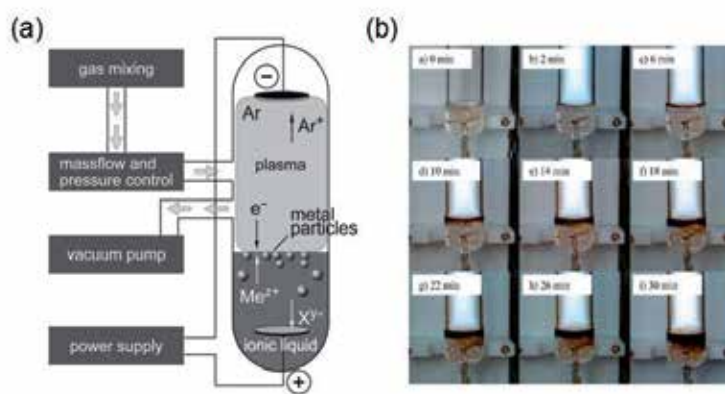 (a)
gas mixing
massflow and
pressure control
vacuum pump
power supply
−
Ar
Ar⁺
plasma
e⁻
metal
particles
Meᶻ⁺
Xʸ⁻
ionic liquid
+
(b)
a) 0 min
b) 2 min
c) 6 min
d) 10 min
e) 14 min
f) 18 min
g) 22 min
h) 26 min
i) 30 min